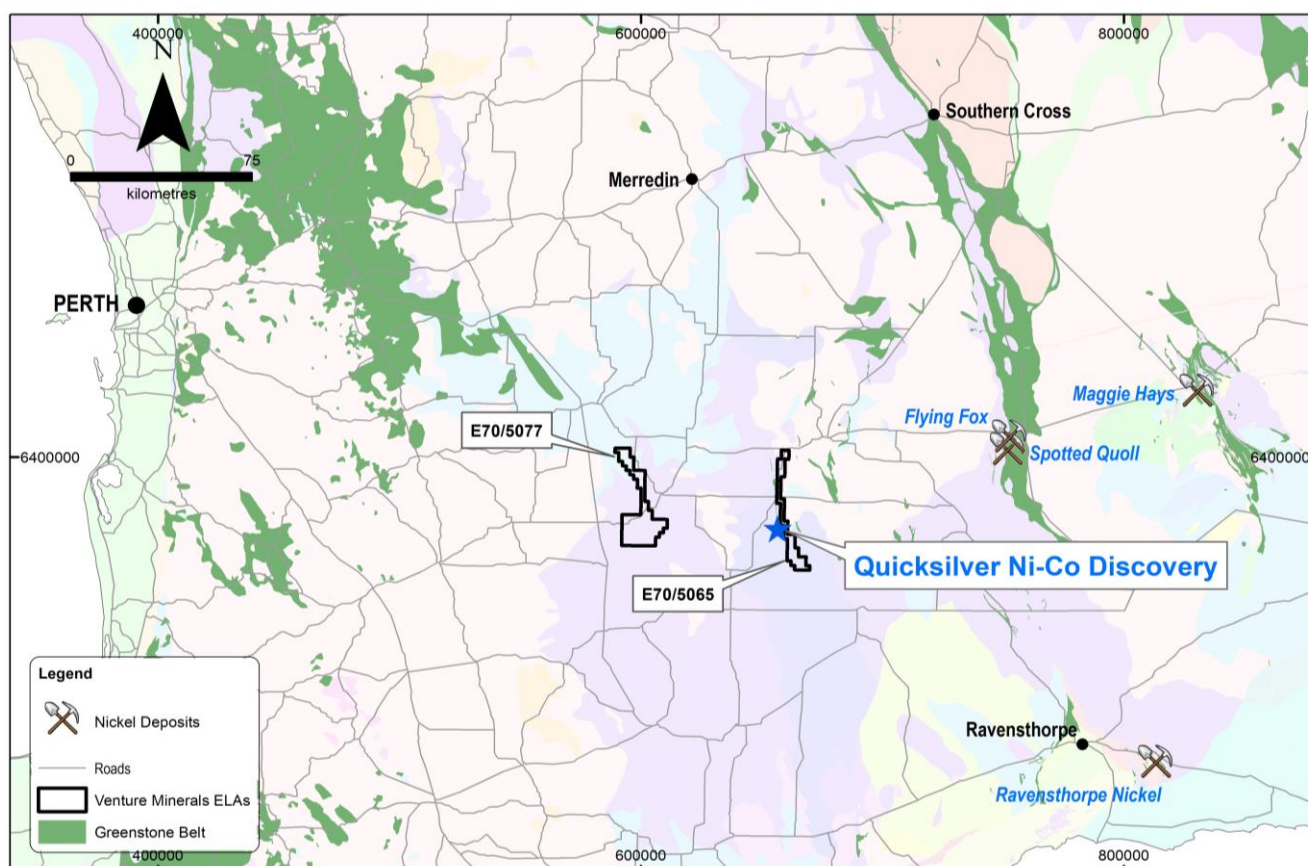 400000
600000
800000
N
0
75
kilometres
Southern Cross
Merredin
PERTH
Maggie Hays
Flying Fox
E70/5077
Spotted Quoll
6400000
6400000
Quicksilver Ni-Co Discovery
E70/5065
Legend
Nickel Deposits
Roads
Venture Minerals ELAs
Greenstone Belt
Ravensthorpe
Ravensthorpe Nickel
400000
600000
800000